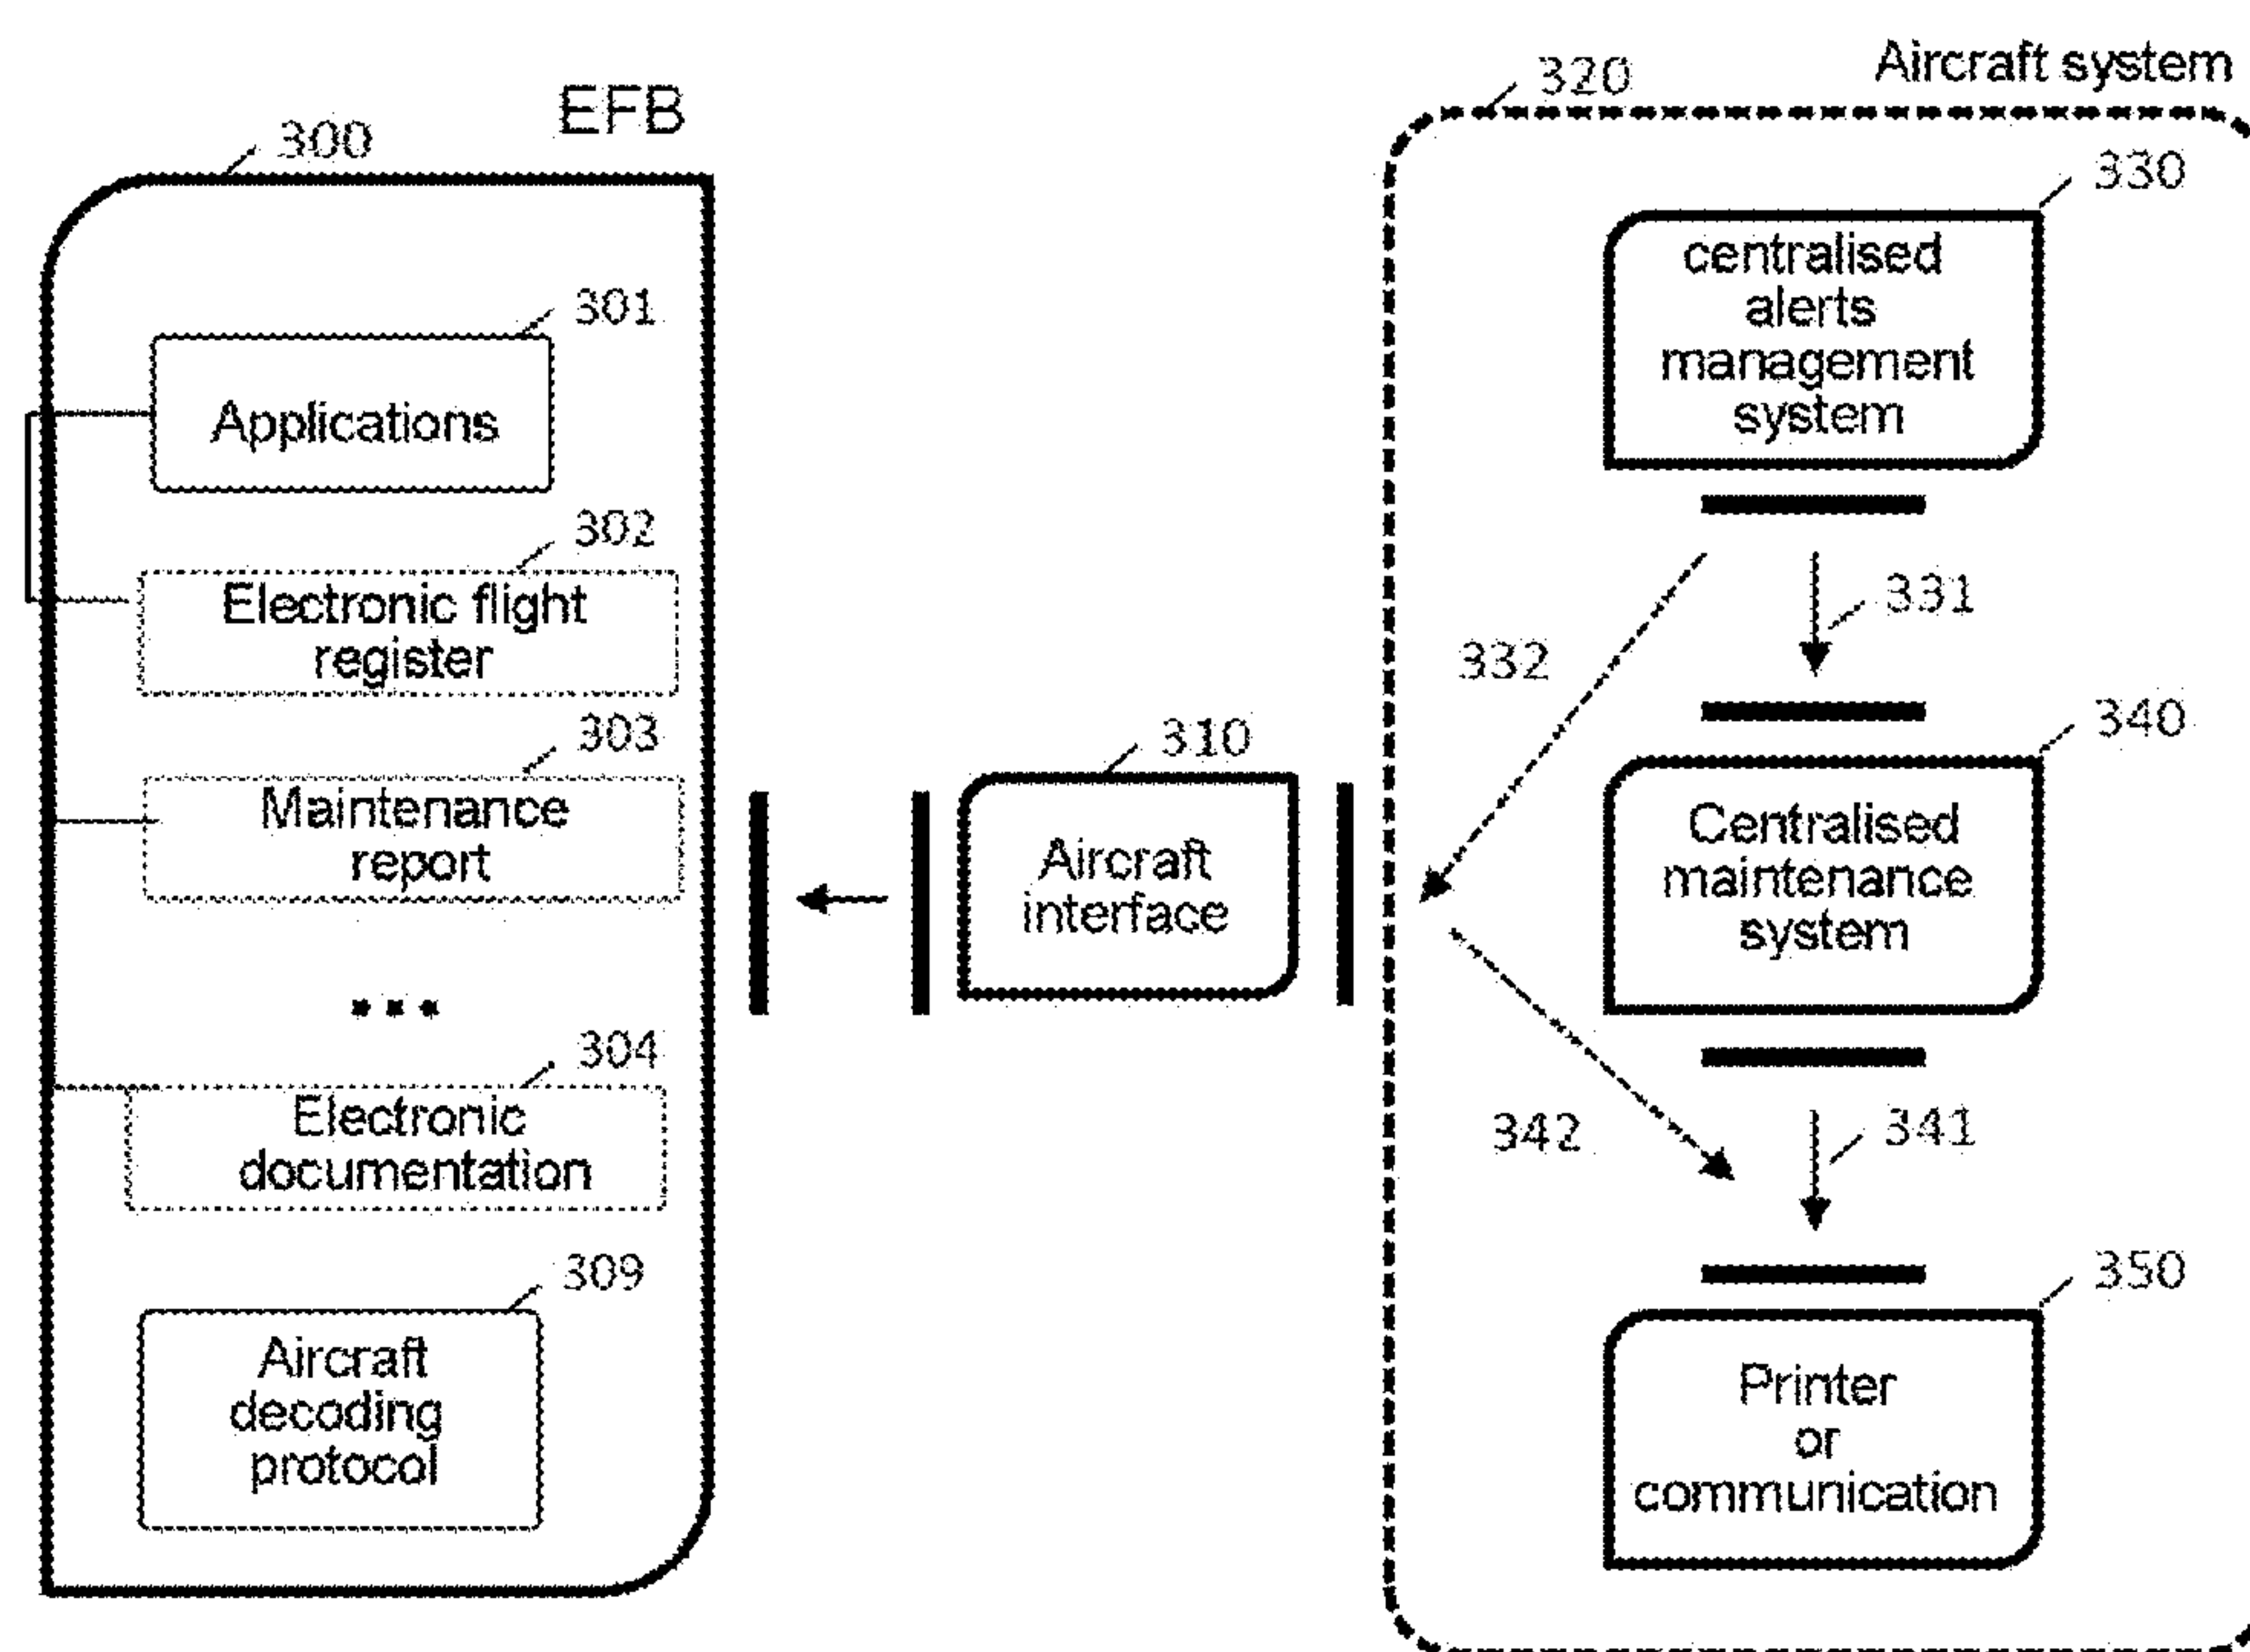 EFB
300
301
Applications
302
Electronic flight
register
303
Maintenance
report
...
304
Electronic
documentation
309
Aircraft
decoding
protocol
310
Aircraft
interface
Aircraft system
320
330
centralised
alerts
management
system
331
332
340
Centralised
maintenance
system
341
342
350
Printer
or
communication